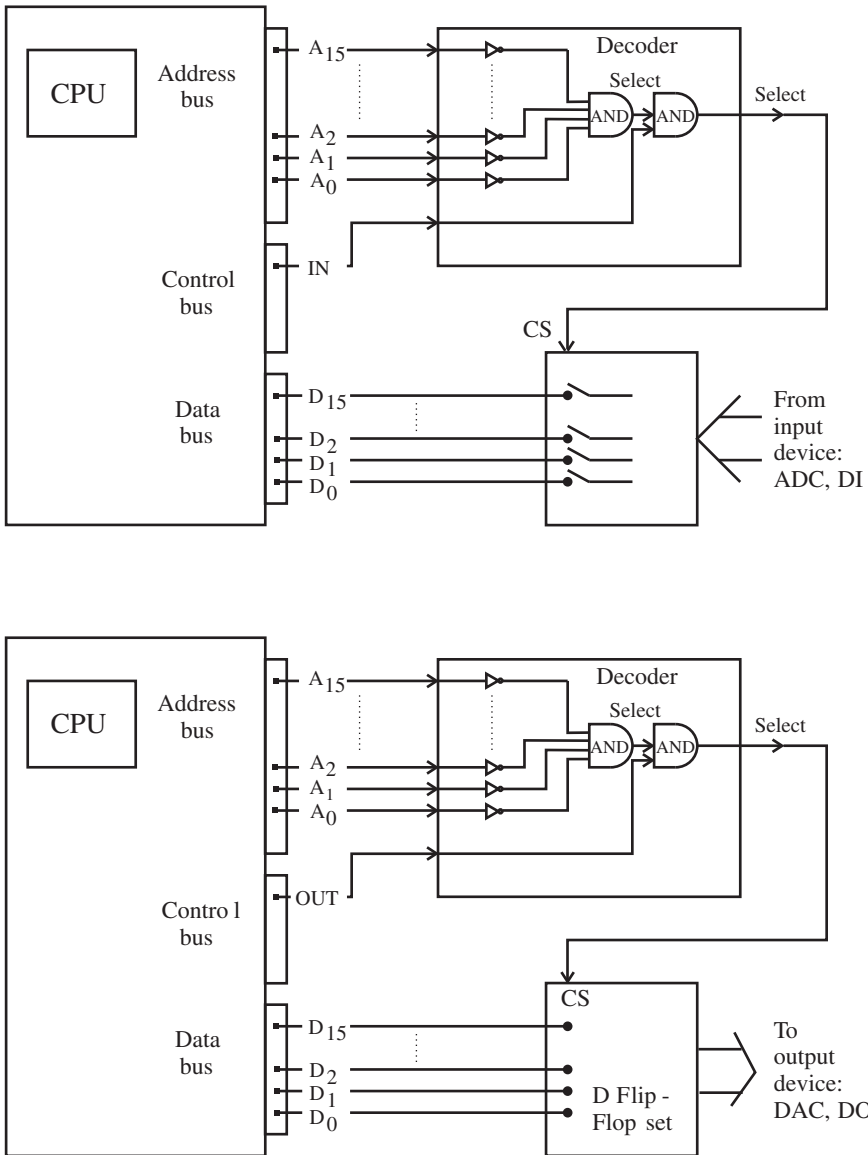 CPU
Address
bus
Control
bus
Data
bus
A15
A2
A1
A0
IN
D15
D2
D1
D0
Decoder
Select
AND
AND
Select
CS
From
input
device:
ADC, DI
CPU
Address
bus
Contro l
bus
Data
bus
A15
A2
A1
A0
OUT
D15
D2
D1
D0
Decoder
Select
AND
AND
Select
CS
D Flip -
Flop set
To
output
device:
DAC, DO